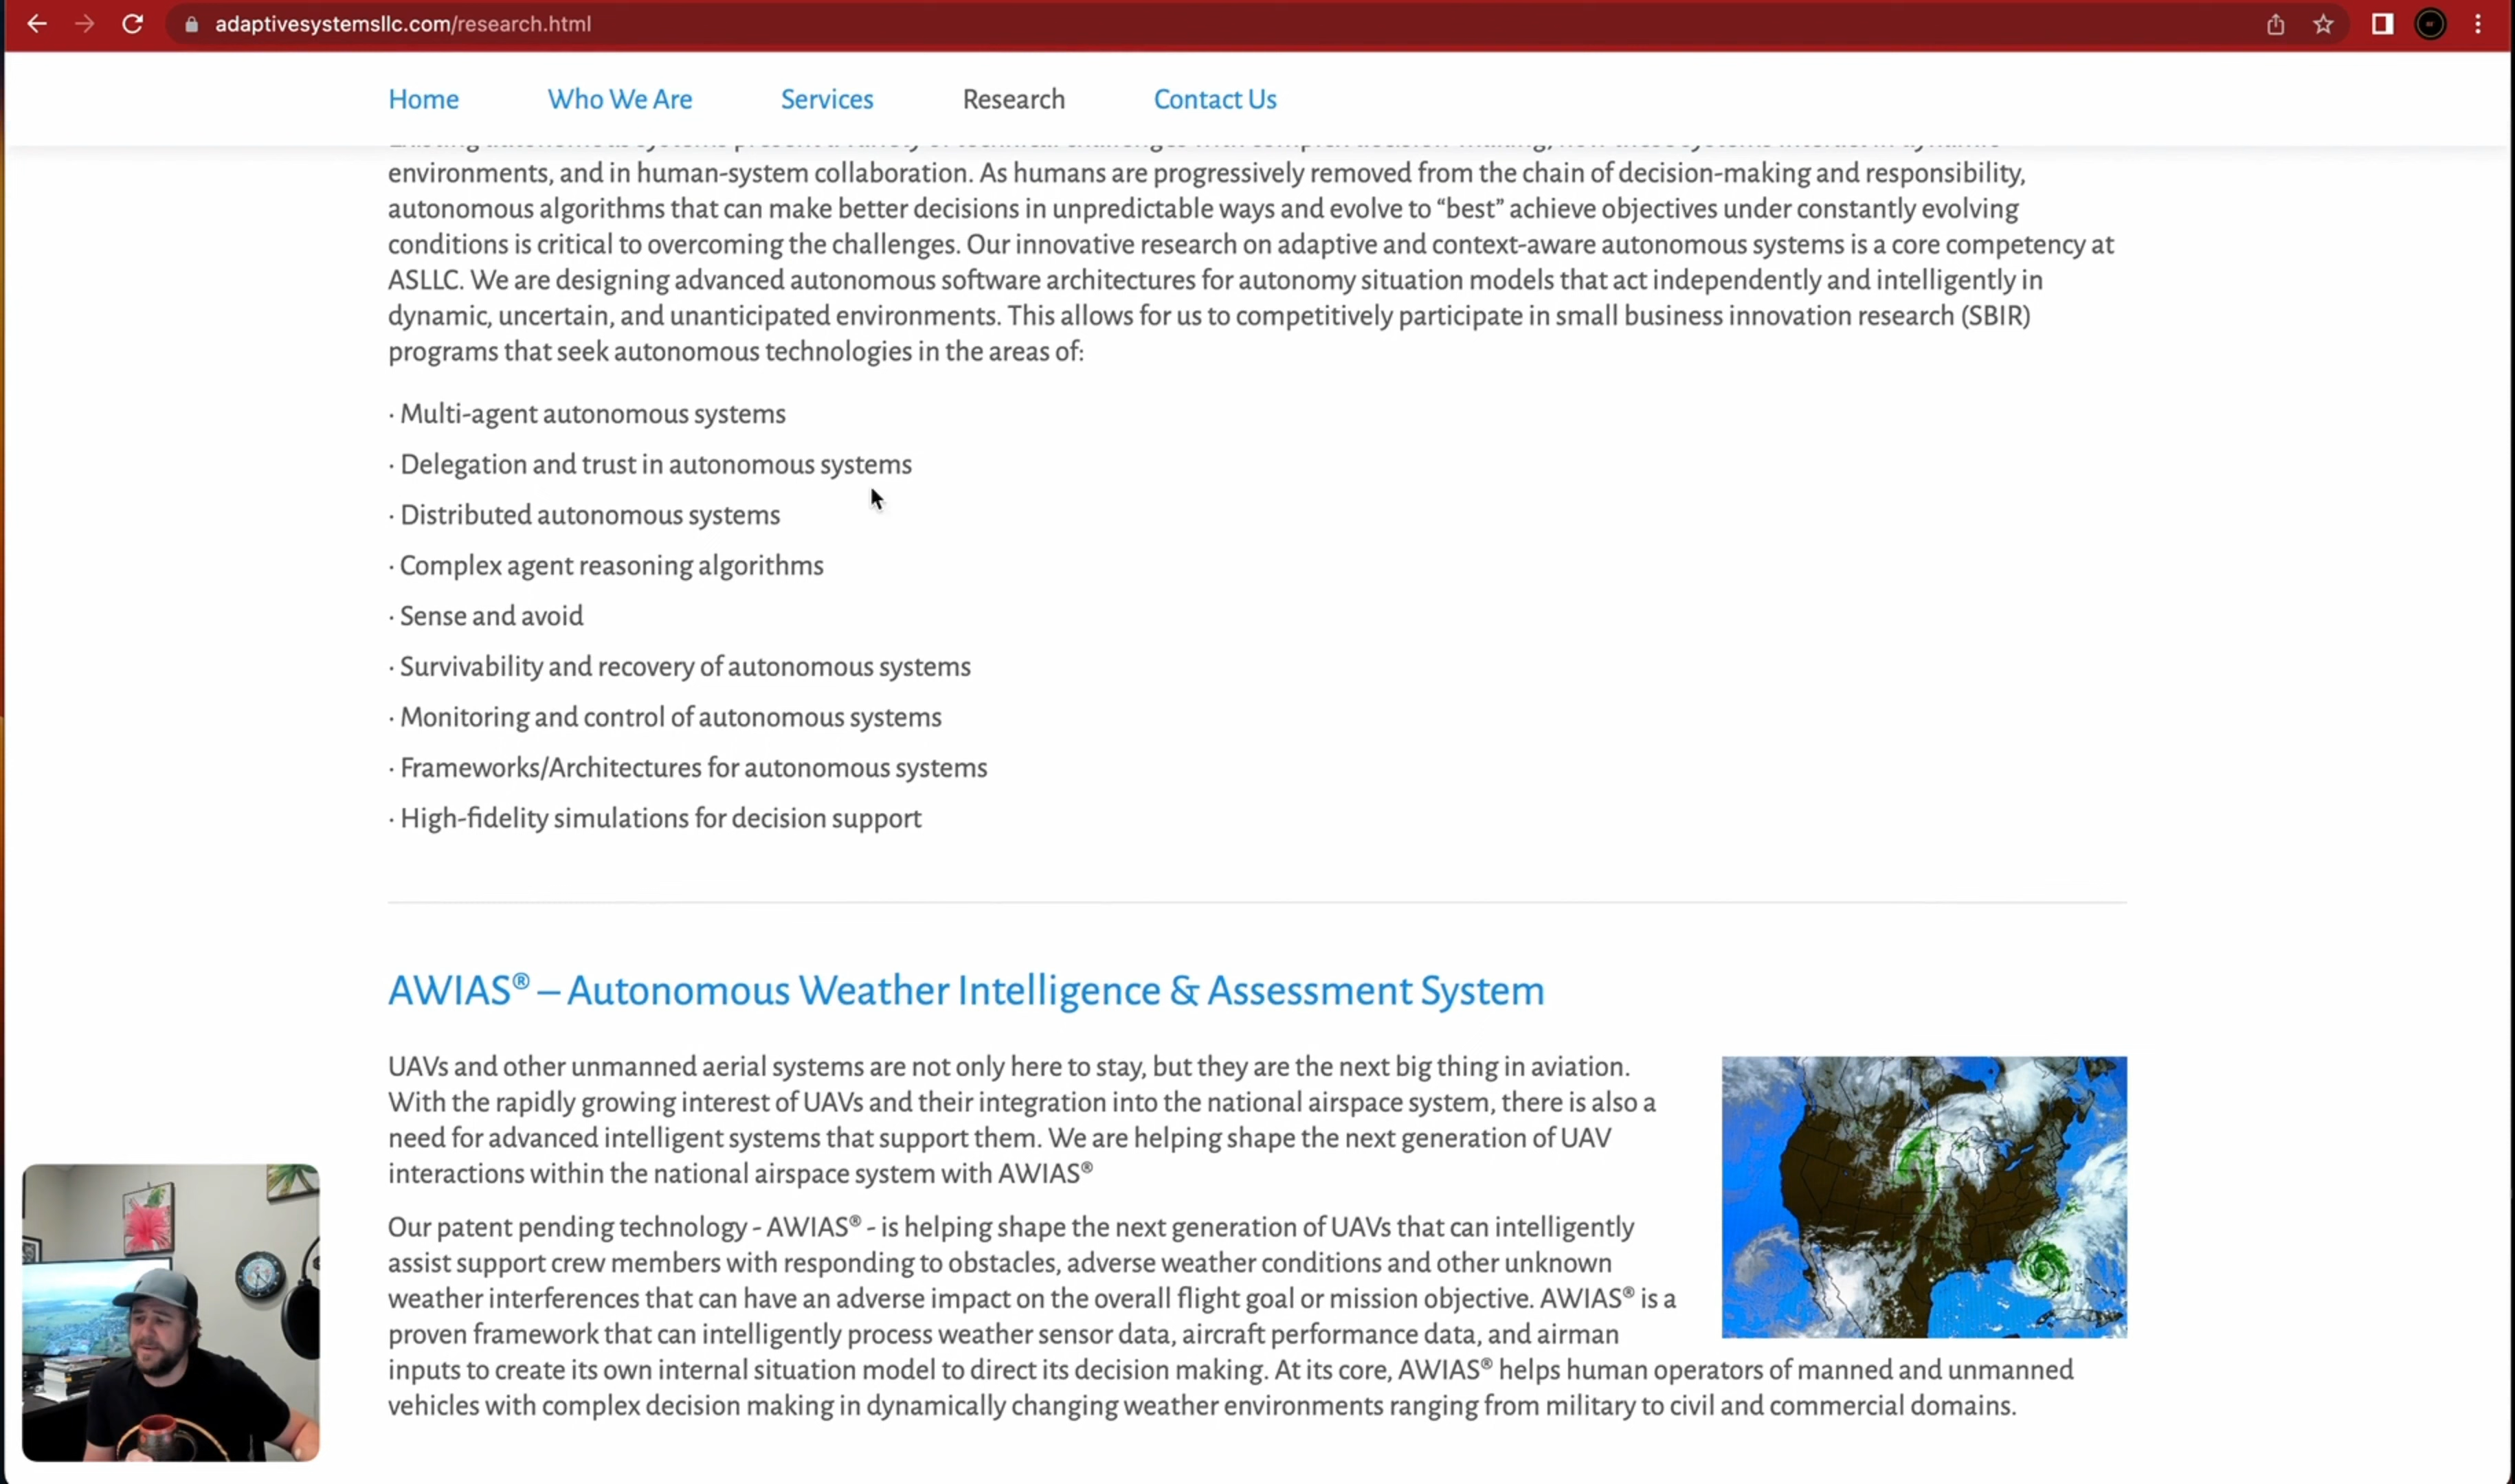 adaptivesystemsllc.com/research.html
Home Who We Are Services Research Contact Us
environments, and in human-system collaboration. As humans are progressively removed from the chain of decision-making and responsibility,
autonomous algorithms that can make better decisions in unpredictable ways and evolve to “best” achieve objectives under constantly evolving
conditions is critical to overcoming the challenges. Our innovative research on adaptive and context-aware autonomous systems is a core competency at
ASLLC. We are designing advanced autonomous software architectures for autonomy situation models that act independently and intelligently in
dynamic, uncertain, and unanticipated environments. This allows for us to competitively participate in small business innovation research (SBIR)
programs that seek autonomous technologies in the areas of:
· Multi-agent autonomous systems
· Delegation and trust in autonomous systems
· Distributed autonomous systems
· Complex agent reasoning algorithms
· Sense and avoid
· Survivability and recovery of autonomous systems
· Monitoring and control of autonomous systems
· Frameworks/Architectures for autonomous systems
· High-fidelity simulations for decision support
AWIAS® – Autonomous Weather Intelligence & Assessment System
UAVs and other unmanned aerial systems are not only here to stay, but they are the next big thing in aviation.
With the rapidly growing interest of UAVs and their integration into the national airspace system, there is also a
need for advanced intelligent systems that support them. We are helping shape the next generation of UAV
interactions within the national airspace system with AWIAS®
Our patent pending technology - AWIAS® - is helping shape the next generation of UAVs that can intelligently
assist support crew members with responding to obstacles, adverse weather conditions and other unknown
weather interferences that can have an adverse impact on the overall flight goal or mission objective. AWIAS® is a
proven framework that can intelligently process weather sensor data, aircraft performance data, and airman
inputs to create its own internal situation model to direct its decision making. At its core, AWIAS® helps human operators of manned and unmanned
vehicles with complex decision making in dynamically changing weather environments ranging from military to civil and commercial domains.